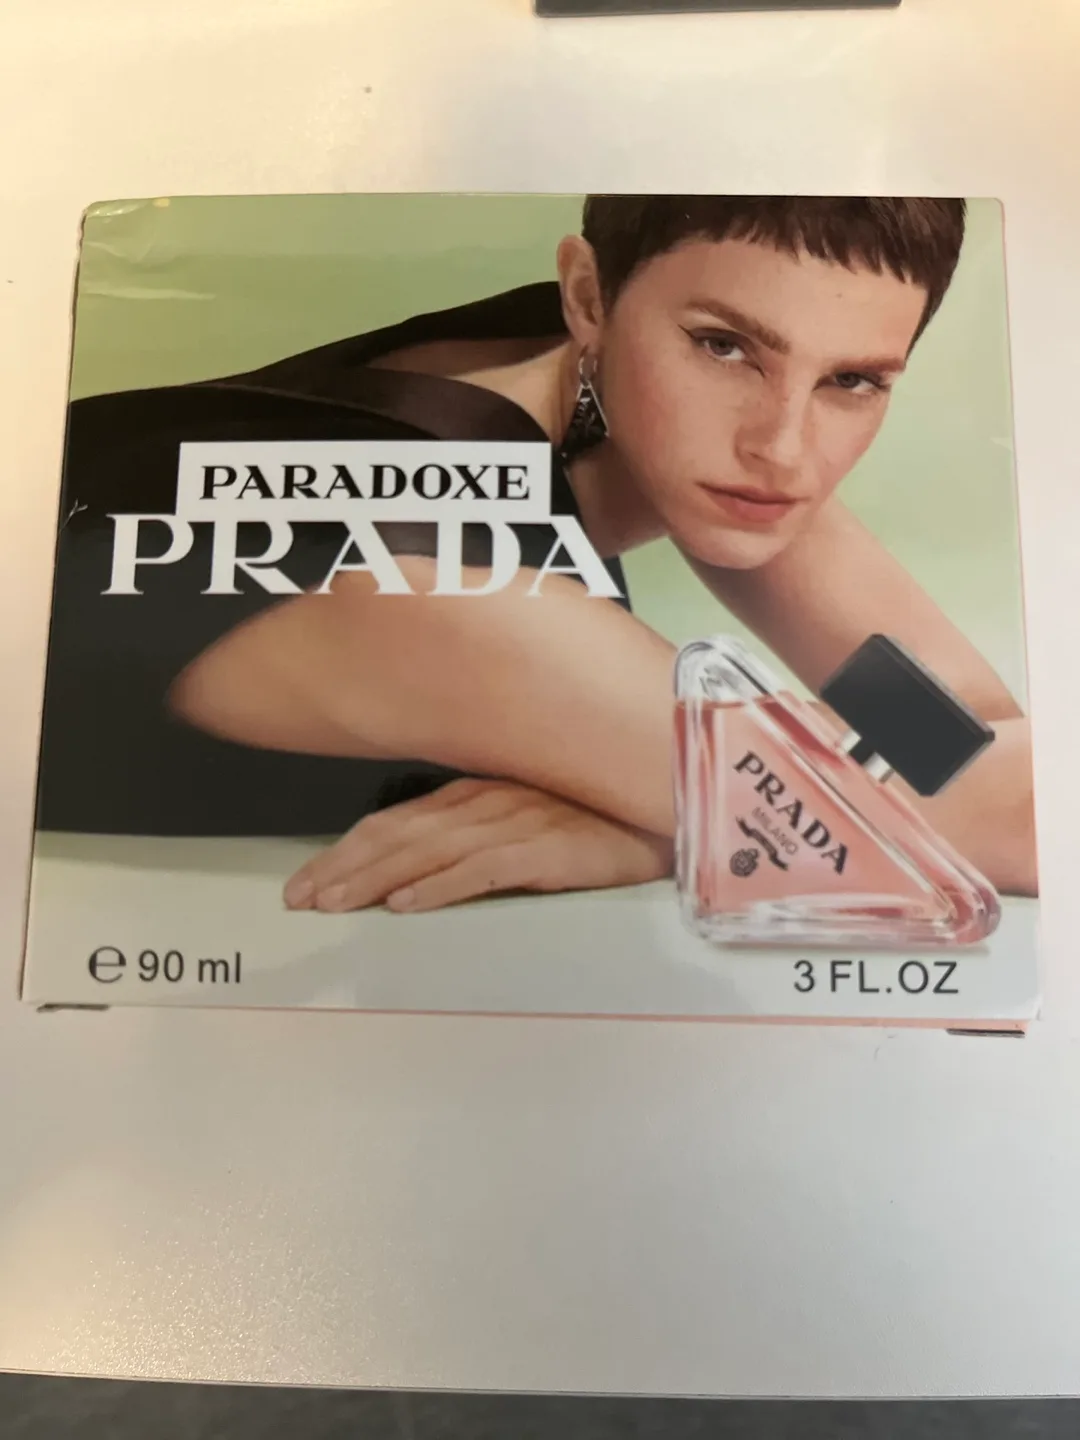 PARADOXE
PRADA
PRADA
MILANO
℮ 90 ml
3 FL.OZ